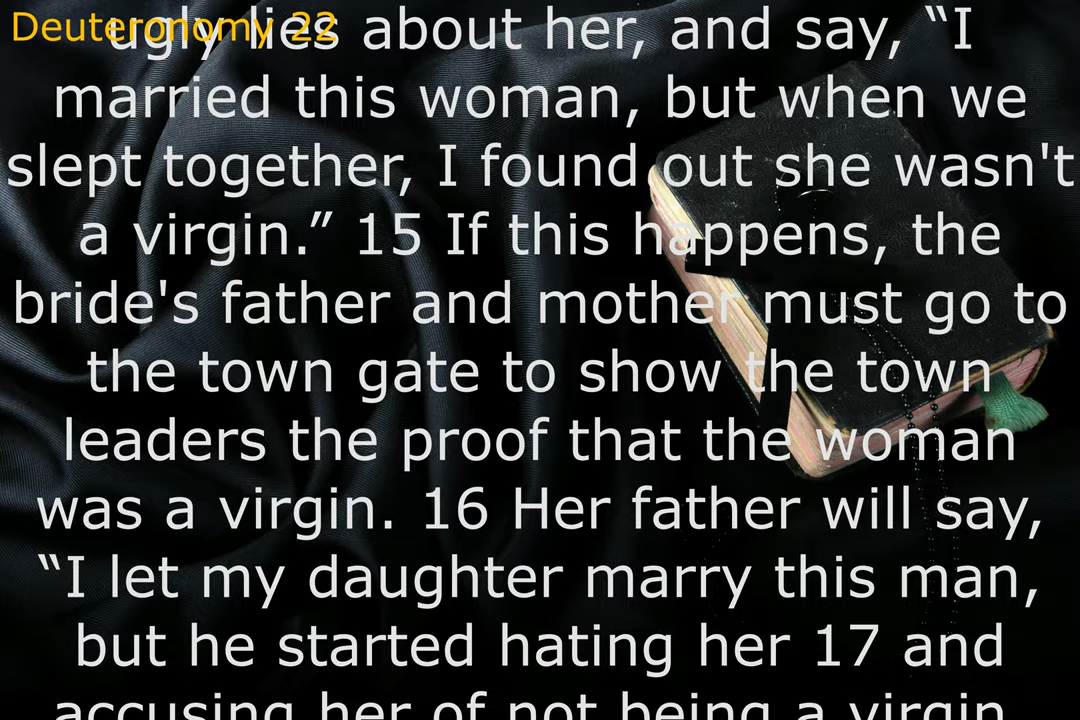 Deuteronomy 22
ugly lies about her, and say, “I
married this woman, but when we
slept together, I found out she wasn't
a virgin.” 15 If this happens, the
bride's father and mother must go to
the town gate to show the town
leaders the proof that the woman
was a virgin. 16 Her father will say,
“I let my daughter marry this man,
but he started hating her 17 and
accusing her of not being a virgin